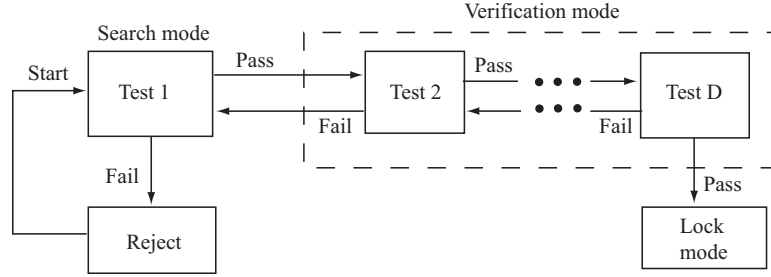 Verification mode
Search mode
Start
Pass
Pass
Test 1
Test 2
Test D
Fail
Fail
Fail
Pass
Reject
Lock
mode